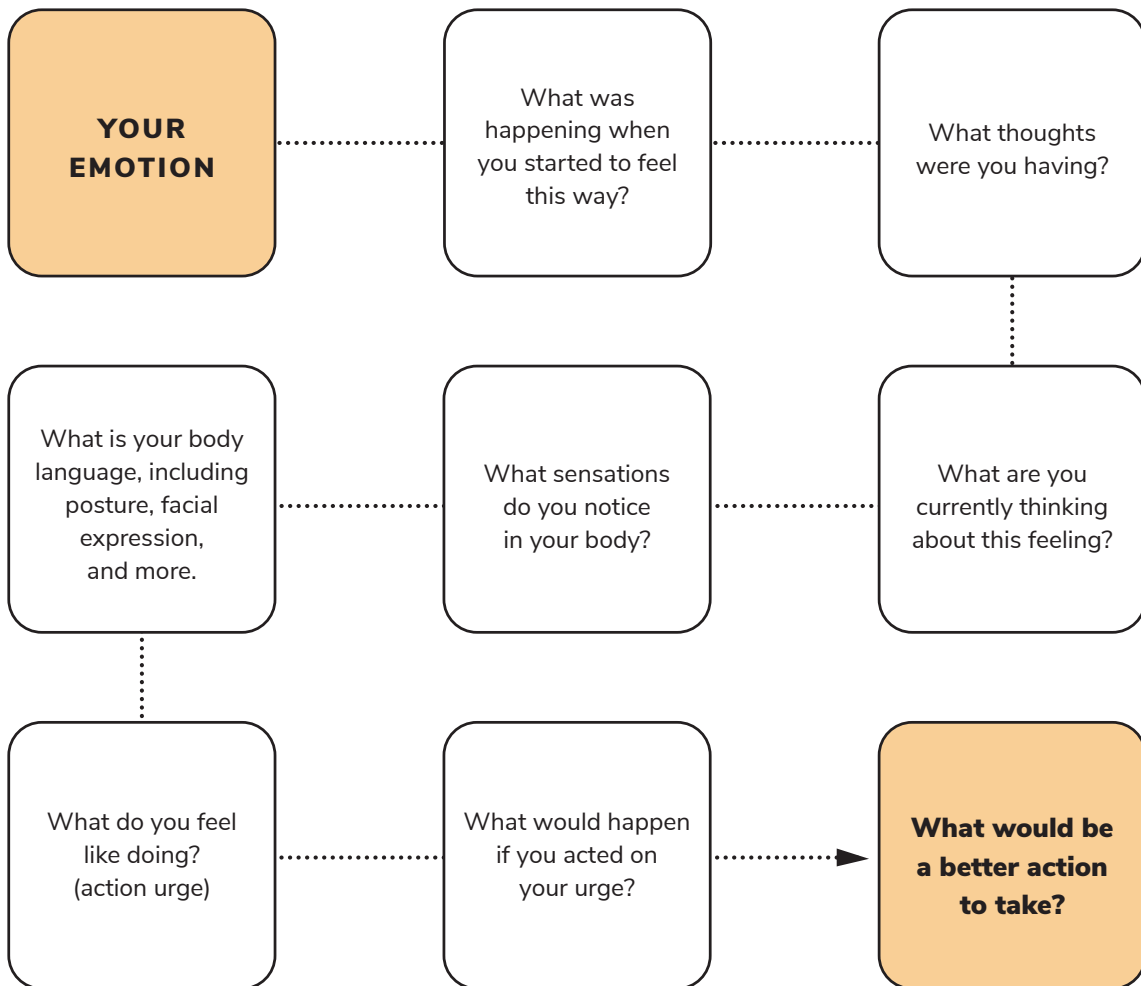 YOUR
EMOTION
What was
happening when
you started to feel
this way?
What thoughts
were you having?
What are you
currently thinking
about this feeling?
What sensations
do you notice
in your body?
What is your body
language, including
posture, facial
expression,
and more.
What do you feel
like doing?
(action urge)
What would happen
if you acted on
your urge?
What would be
a better action
to take?